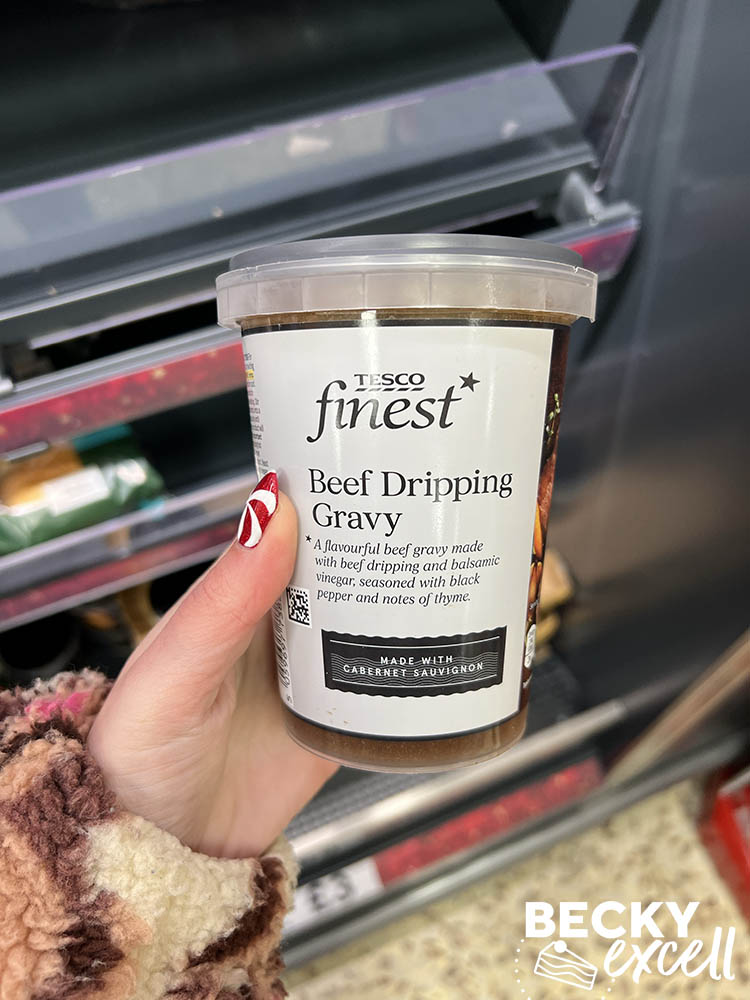 TESCO
finest*
Beef Dripping
Gravy
*A flavourful beef gravy made
with beef dripping and balsamic
vinegar, seasoned with black
pepper and notes of thyme.
MADE WITH
CABERNET SAUVIGNON
£3
BECKY
excell